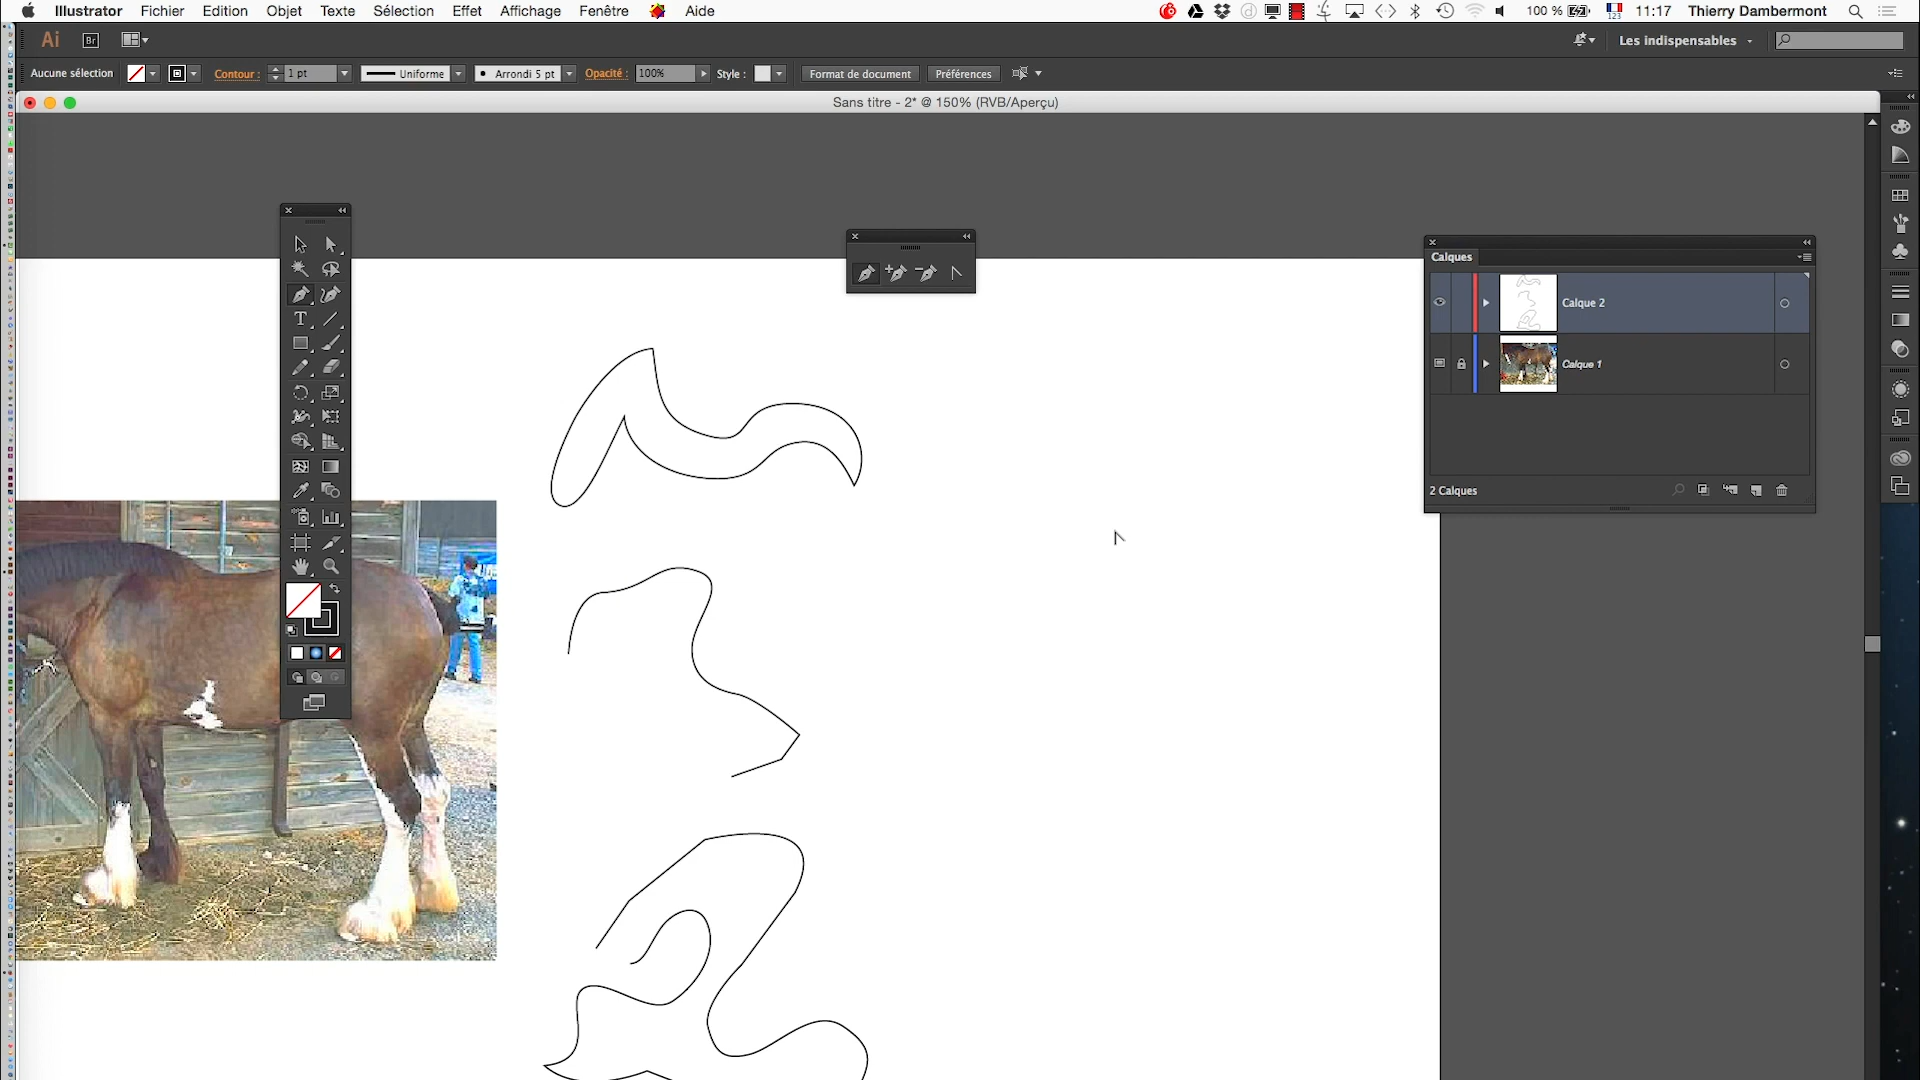 Illustrator Fichier Edition Objet Texte Sélection Effet Affichage Fenêtre Aide 100 % 123 11:17 Thierry Dambermont
Ai Br Les indispensables
Aucune sélection Contour : 1 pt Uniforme Arrondi 5 pt Opacité : 100% Style : Format de document Préférences
Sans titre - 2* @ 150% (RVB/Aperçu)
Calques
Calque 2
Calque 1
2 Calques